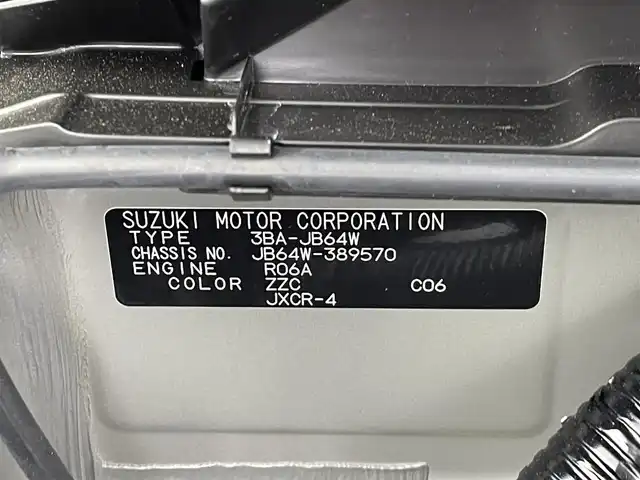 SUZUKI MOTOR CORPORATION
TYPE 3BA-JB64W
CHASSIS NO. JB64W-389570
ENGINE R06A
COLOR ZZC C06
JXCR-4